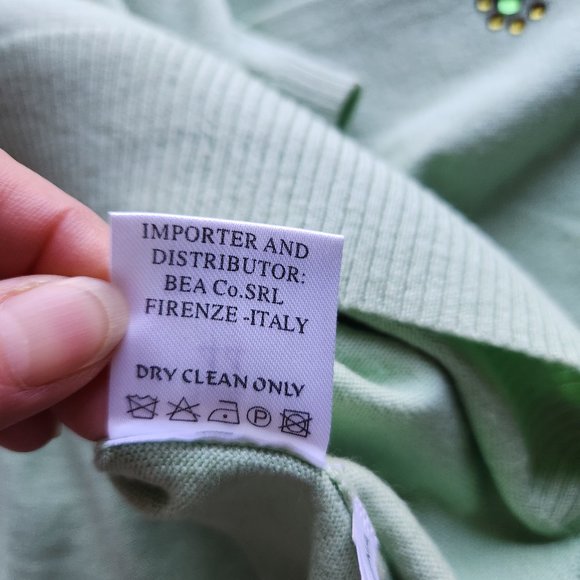 IMPORTER AND
DISTRIBUTOR:
BEA Co.SRL
FIRENZE -ITALY
DRY CLEAN ONLY
P